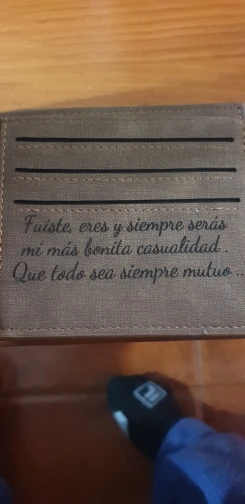 Fuiste, eres y siempre serás
mi más bonita casualidad .
Que todo sea siempre mutuo ..